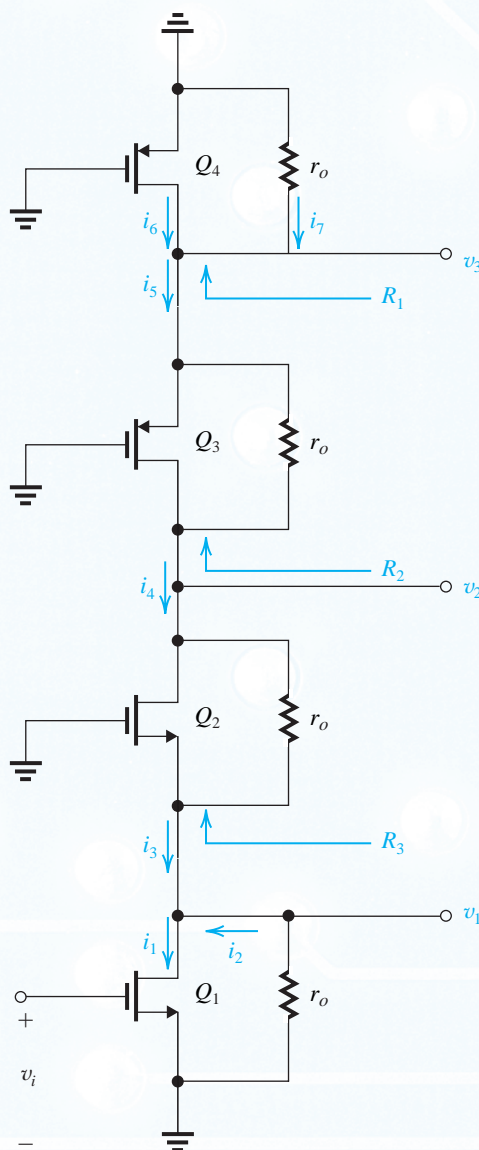 Q4 ro
i6 i7
v3
i5 R1
Q3 ro
R2
i4 v2
Q2 ro
i3 R3
v1
i1 i2
Q1 ro
+
vi
−